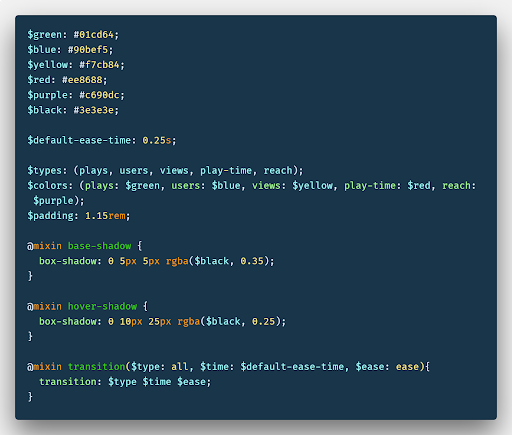 $green: #01cd64;
$blue: #90bef5;
$yellow: #f7cb84;
$red: #ee8688;
$purple: #c690dc;
$black: #3e3e3e;
$default-ease-time: 0.25s;
$types: (plays, users, views, play-time, reach);
$colors: (plays: $green, users: $blue, views: $yellow, play-time: $red, reach:
$purple);
$padding: 1.15rem;
@mixin base-shadow {
box-shadow: 0 5px 5px rgba($black, 0.35);
}
@mixin hover-shadow {
box-shadow: 0 10px 25px rgba($black, 0.25);
}
@mixin transition($type: all, $time: $default-ease-time, $ease: ease){
transition: $type $time $ease;
}